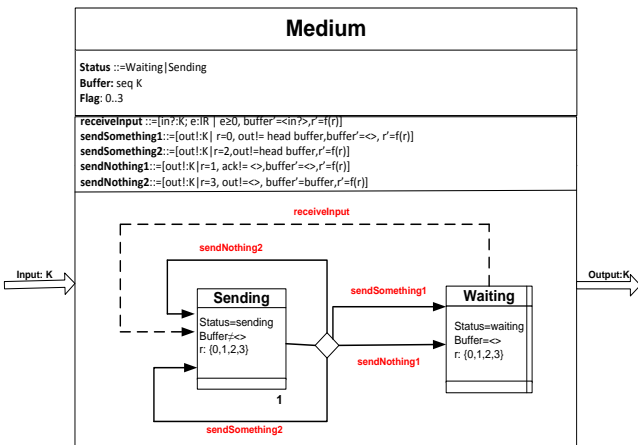 Medium
Status ::=Waiting|Sending
Buffer: seq K
Flag: 0..3
receiveInput ::=[in?:K; e:IR | e≥0, buffer'=<in?>,r'=f(r)]
sendSomething1::=[out!:K| r=0, out!= head buffer,buffer'=<>, r'=f(r)]
sendSomething2::=[out!:K|r=2,out!=head buffer,r'=f(r)]
sendNothing1::=[out!:K|r=1, ack!= <>,buffer'=<>,r'=f(r)]
sendNothing2::=[out!:K|r=3, out!=<>, buffer'=buffer,r'=f(r)]
receiveInput
sendNothing2
Input: K
Output:K
sendSomething1
Sending
Waiting
Status=sending
Buffer≠<>
r: {0,1,2,3}
Status=waiting
Buffer=<>
r: {0,1,2,3}
sendNothing1
1
sendSomething2